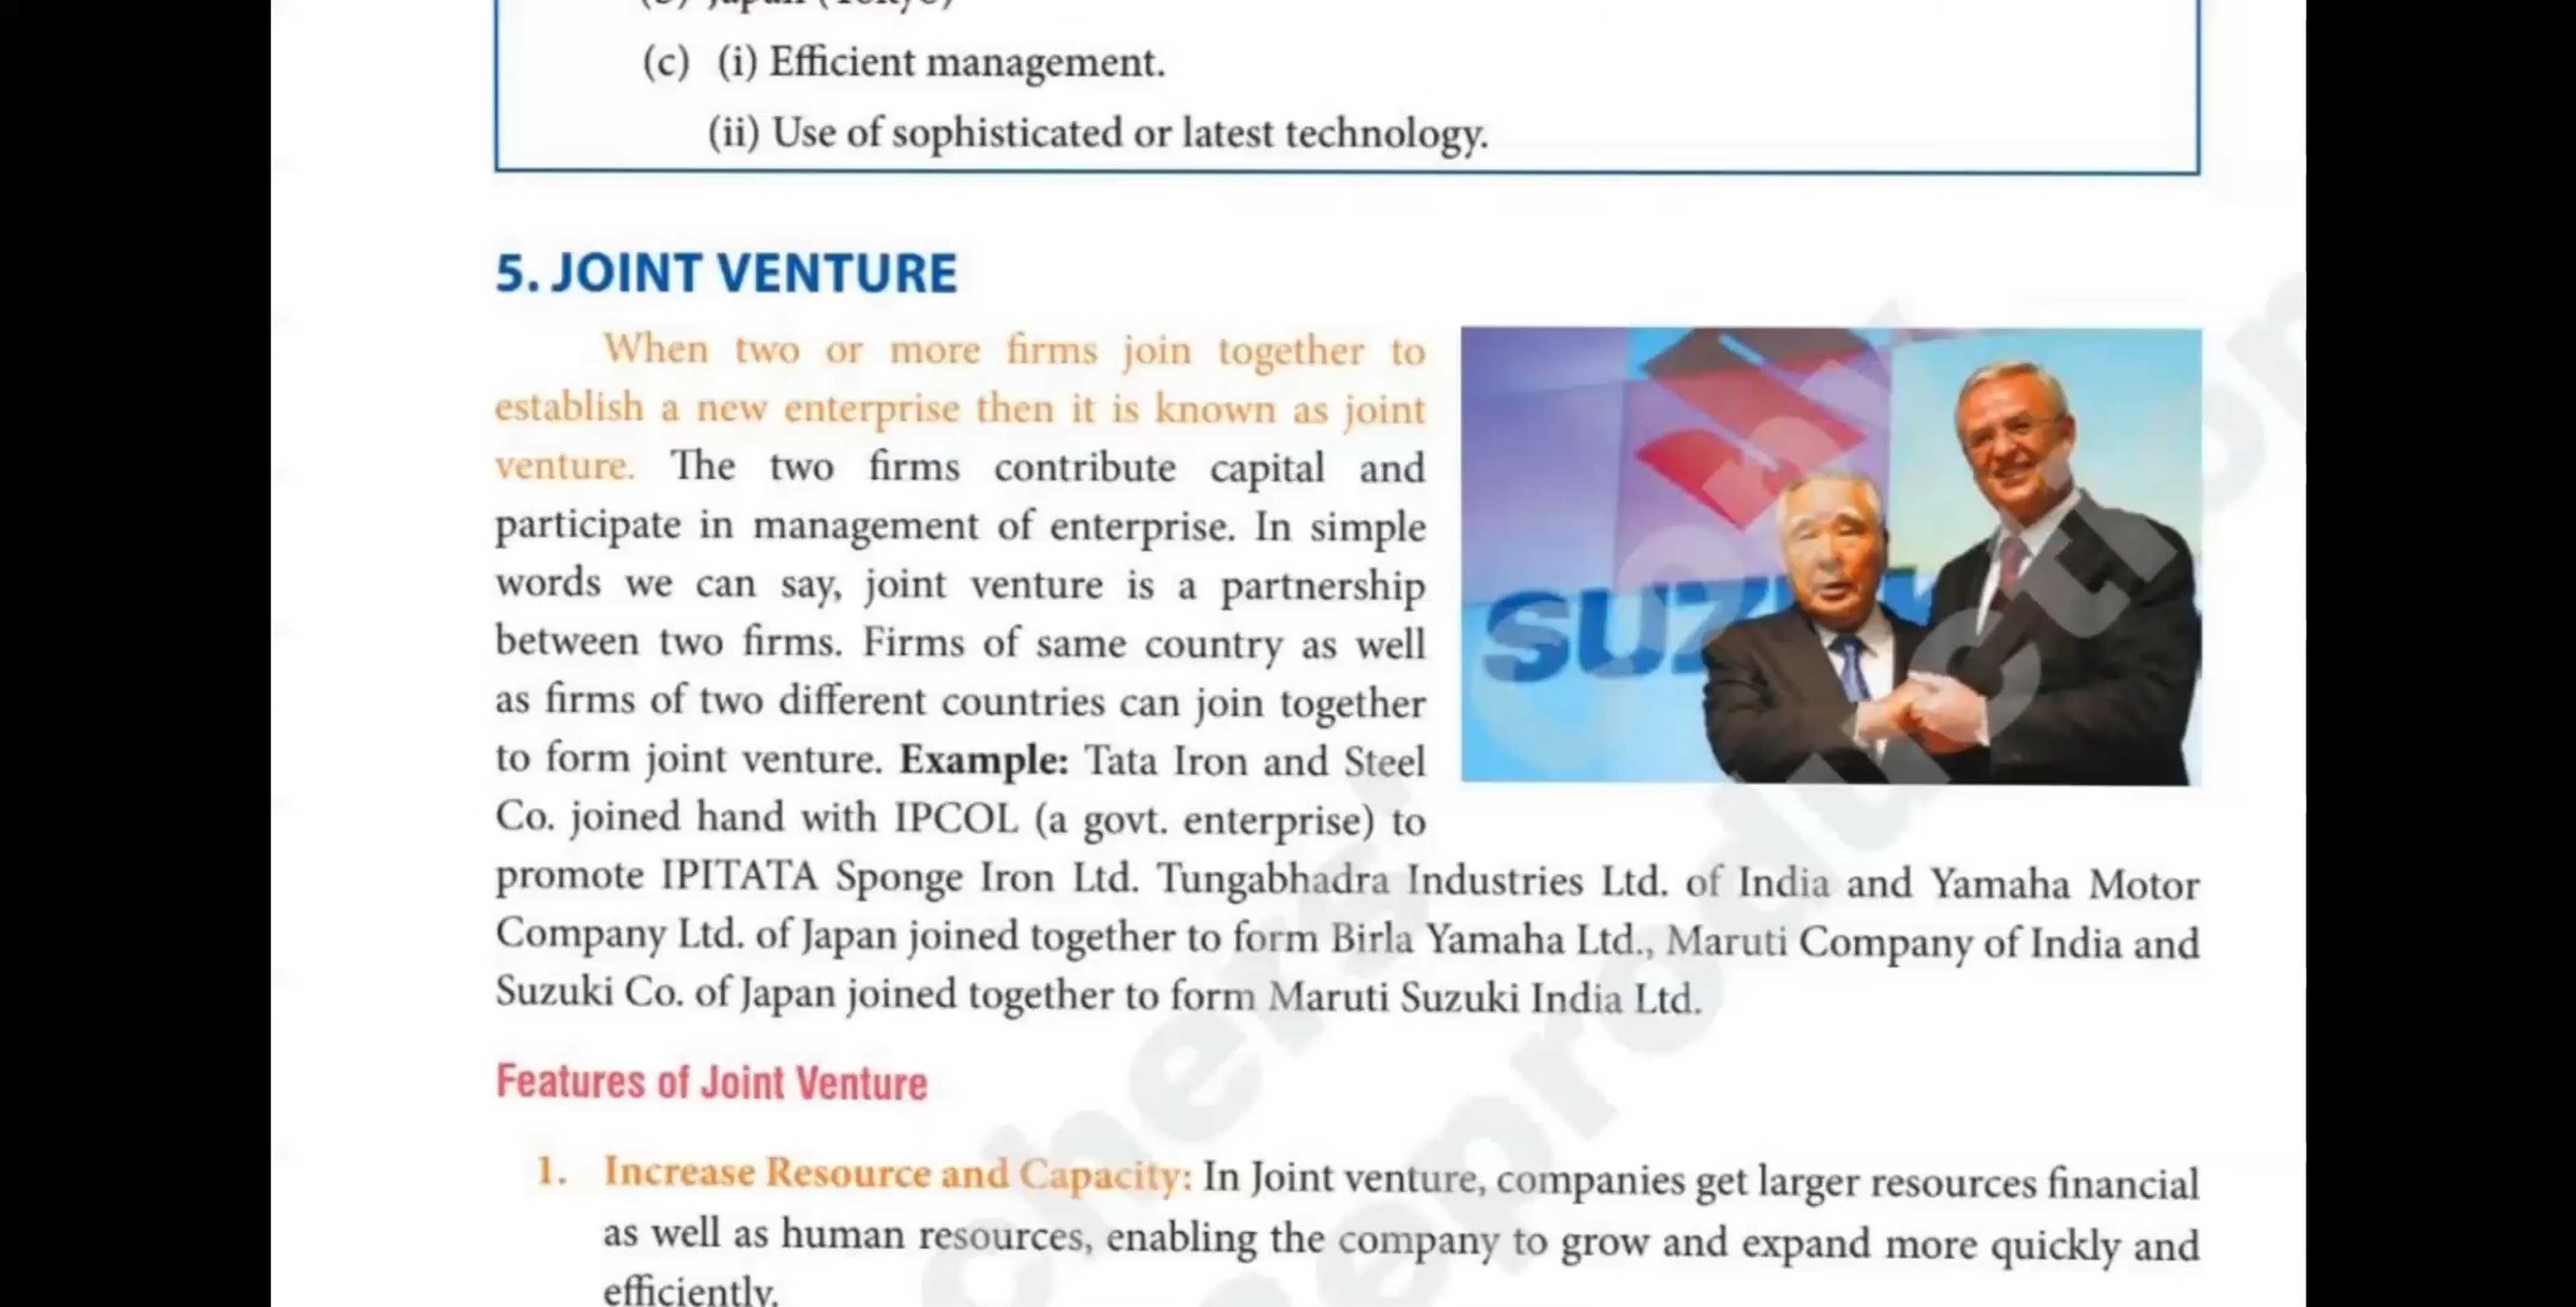 (b) Japan (Tokyo)
(c) (i) Efficient management.
(ii) Use of sophisticated or latest technology.
5. JOINT VENTURE
When two or more firms join together to
establish a new enterprise then it is known as joint
venture. The two firms contribute capital and
participate in management of enterprise. In simple
words we can say, joint venture is a partnership
between two firms. Firms of same country as well
as firms of two different countries can join together
to form joint venture. Example: Tata Iron and Steel
Co. joined hand with IPCOL (a govt. enterprise) to
promote IPITATA Sponge Iron Ltd. Tungabhadra Industries Ltd. of India and Yamaha Motor
Company Ltd. of Japan joined together to form Birla Yamaha Ltd., Maruti Company of India and
Suzuki Co. of Japan joined together to form Maruti Suzuki India Ltd.
SUZ
Features of Joint Venture
1. Increase Resource and Capacity: In Joint venture, companies get larger resources financial
as well as human resources, enabling the company to grow and expand more quickly and
efficiently.